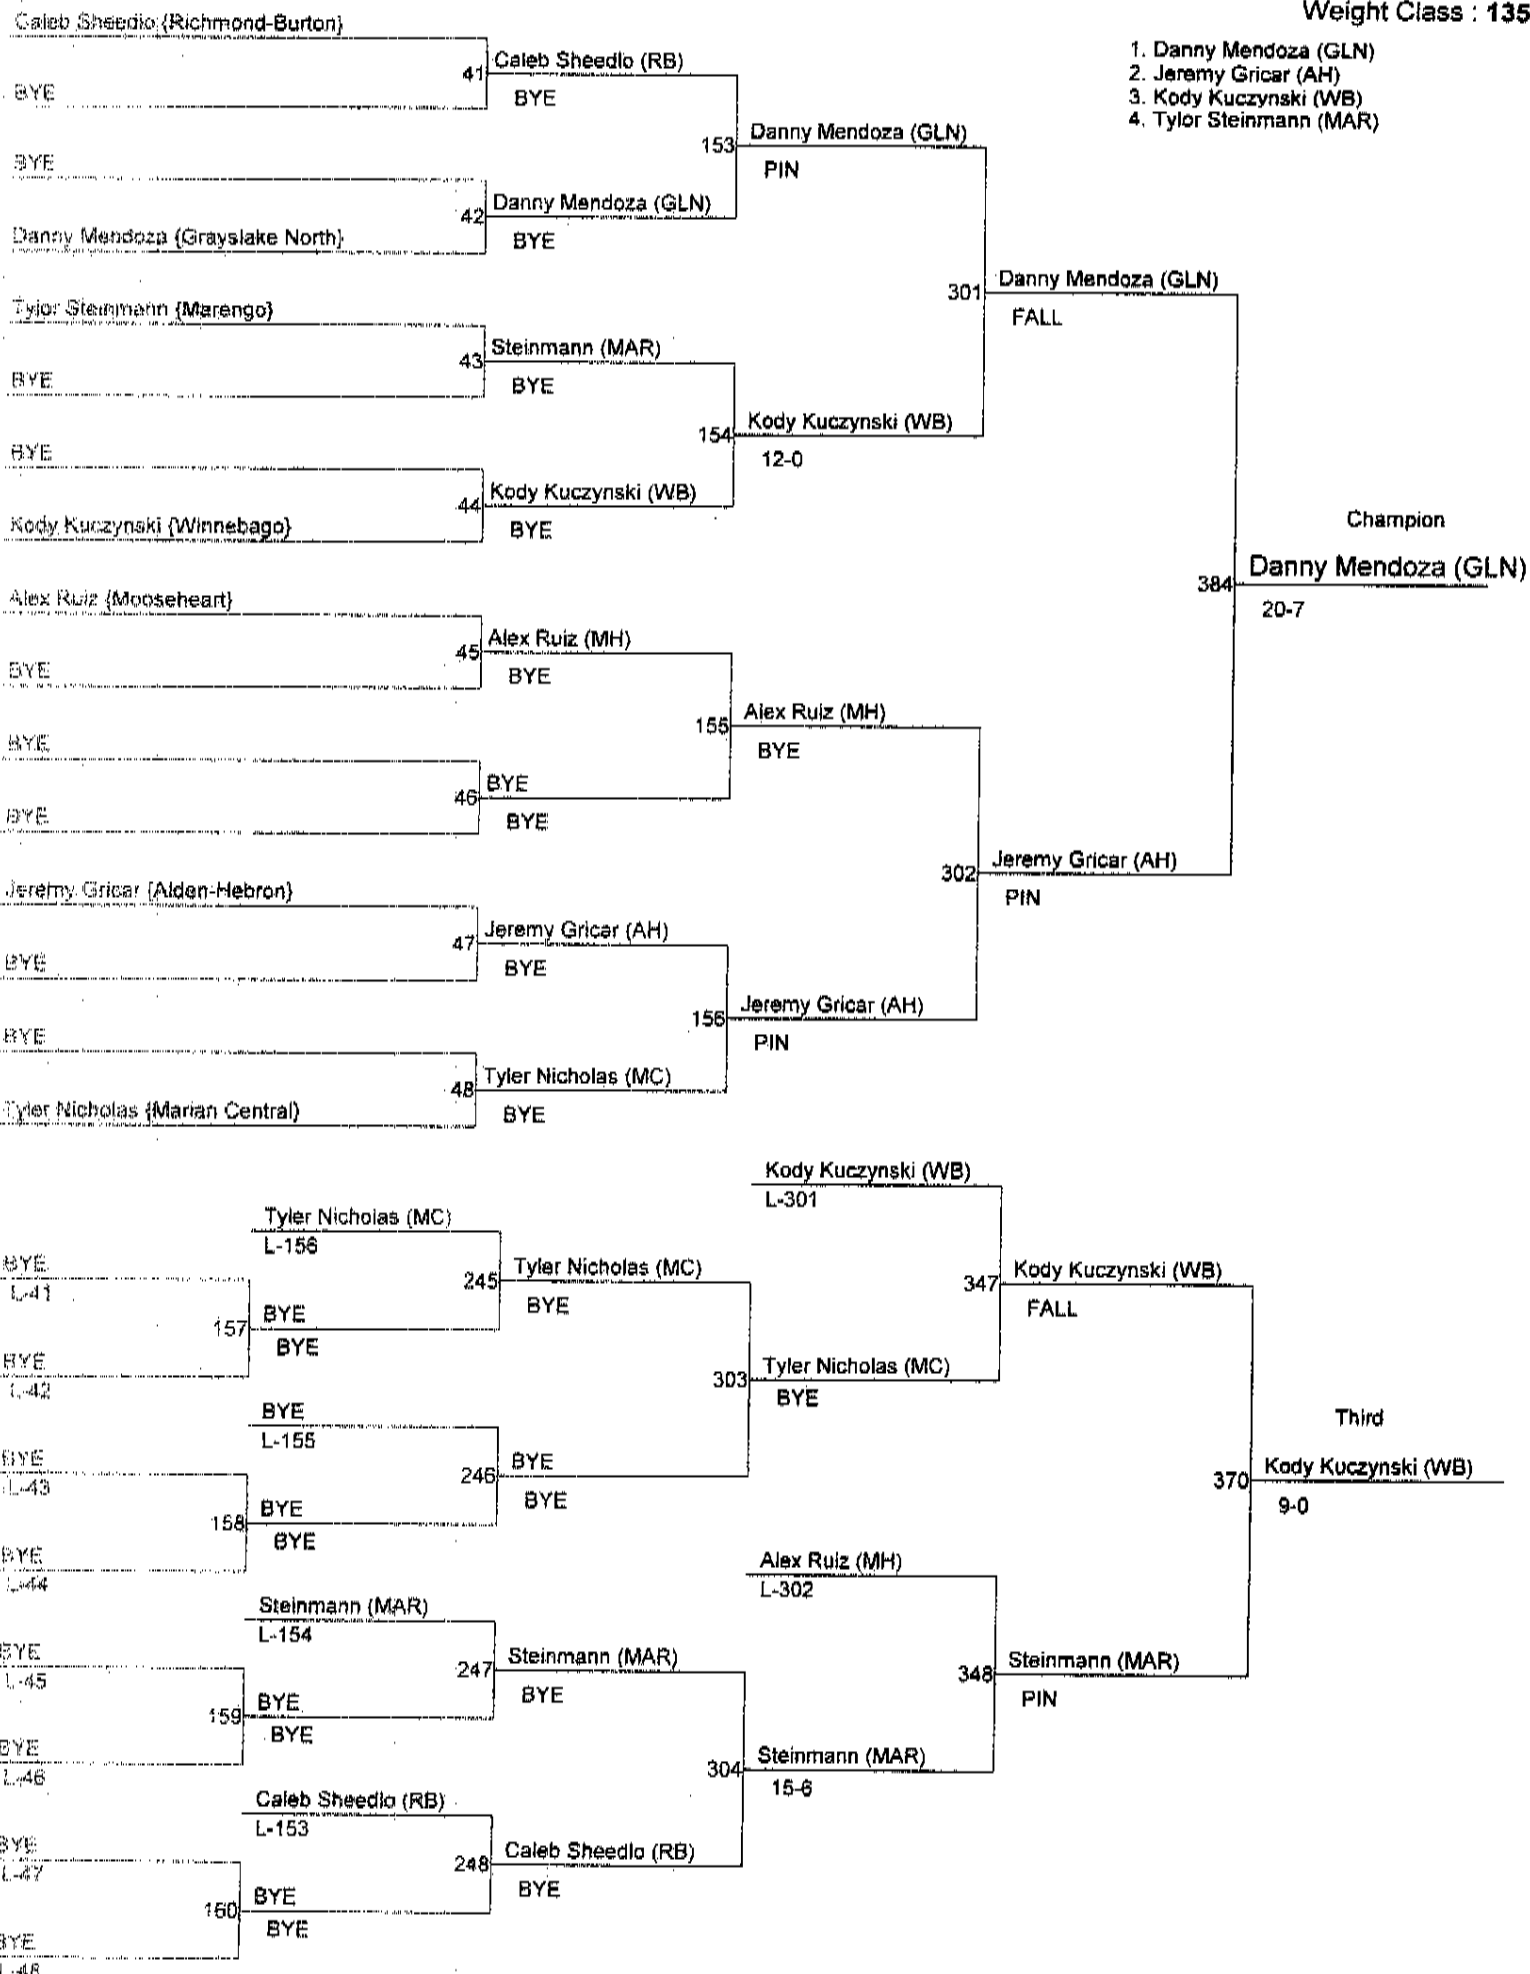 Weight Class : 135
1. Danny Mendoza (GLN)
2. Jeremy Gricar (AH)
3. Kody Kuczynski (WB)
4. Tylor Steinmann (MAR)
Caleb Sheedlo {Richmond-Burton}
41
Caleb Sheedlo (RB)
BYE
BYE
153
Danny Mendoza (GLN)
PIN
BYE
42
Danny Mendoza (GLN)
BYE
Danny Mendoza {Grayslake North}
301
Danny Mendoza (GLN)
FALL
Tylor Steinmann {Marengo}
43
Steinmann (MAR)
BYE
BYE
154
Kody Kuczynski (WB)
12-0
BYE
44
Kody Kuczynski (WB)
BYE
Kody Kuczynski {Winnebago}
Champion
384
Danny Mendoza (GLN)
20-7
Alex Ruiz {Mooseheart}
45
Alex Ruiz (MH)
BYE
BYE
155
Alex Ruiz (MH)
BYE
BYE
46
BYE
BYE
BYE
302
Jeremy Gricar (AH)
PIN
Jeremy Gricar {Alden-Hebron}
47
Jeremy Gricar (AH)
BYE
BYE
156
Jeremy Gricar (AH)
PIN
BYE
48
Tyler Nicholas (MC)
BYE
Tyler Nicholas {Marian Central}
Kody Kuczynski (WB)
L-301
Tyler Nicholas (MC)
L-156
245
Tyler Nicholas (MC)
BYE
347
Kody Kuczynski (WB)
FALL
BYE
L-41
157
BYE
BYE
BYE
L-42
303
Tyler Nicholas (MC)
BYE
BYE
L-155
Third
BYE
L-43
246
BYE
BYE
370
Kody Kuczynski (WB)
9-0
158
BYE
BYE
BYE
L-44
Alex Ruiz (MH)
L-302
Steinmann (MAR)
L-154
BYE
L-45
247
Steinmann (MAR)
BYE
348
Steinmann (MAR)
PIN
159
BYE
BYE
BYE
L-46
304
Steinmann (MAR)
15-6
Caleb Sheedlo (RB)
L-153
BYE
L-47
248
Caleb Sheedlo (RB)
BYE
160
BYE
BYE
BYE
L-48